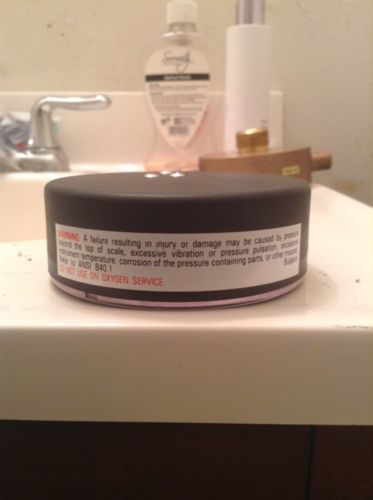 Serenity
WARNING: A failure resulting in injury or damage may be caused by pressure
beyond the top of scale, excessive vibration or pressure pulsation, excessive
instrument temperature, corrosion of the pressure containing parts, or other misuse.
Refer to ANSI B40.1
Bulgaria
DO NOT USE ON OXYGEN SERVICE.